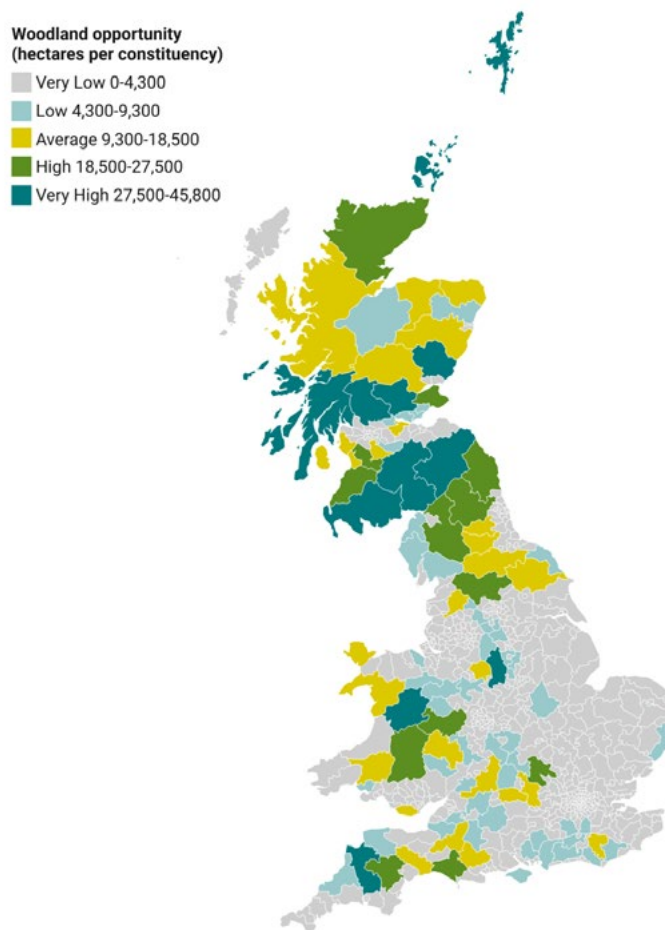 Woodland opportunity
(hectares per constituency)
Very Low 0-4,300
Low 4,300-9,300
Average 9,300-18,500
High 18,500-27,500
Very High 27,500-45,800